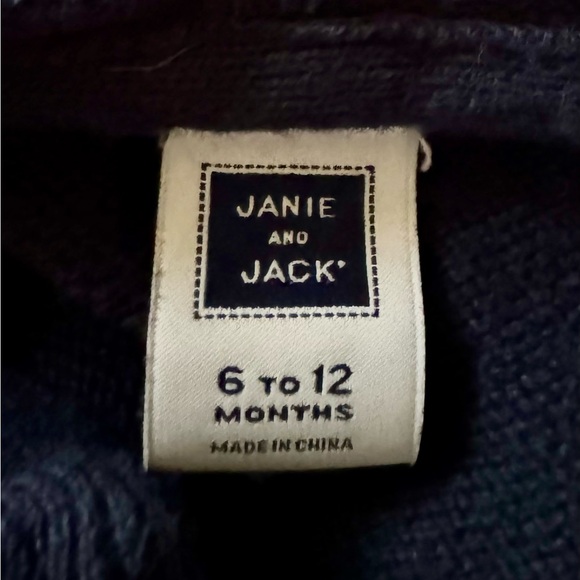 JANIE
AND
JACK®
6 TO 12
MONTHS
MADE IN CHINA